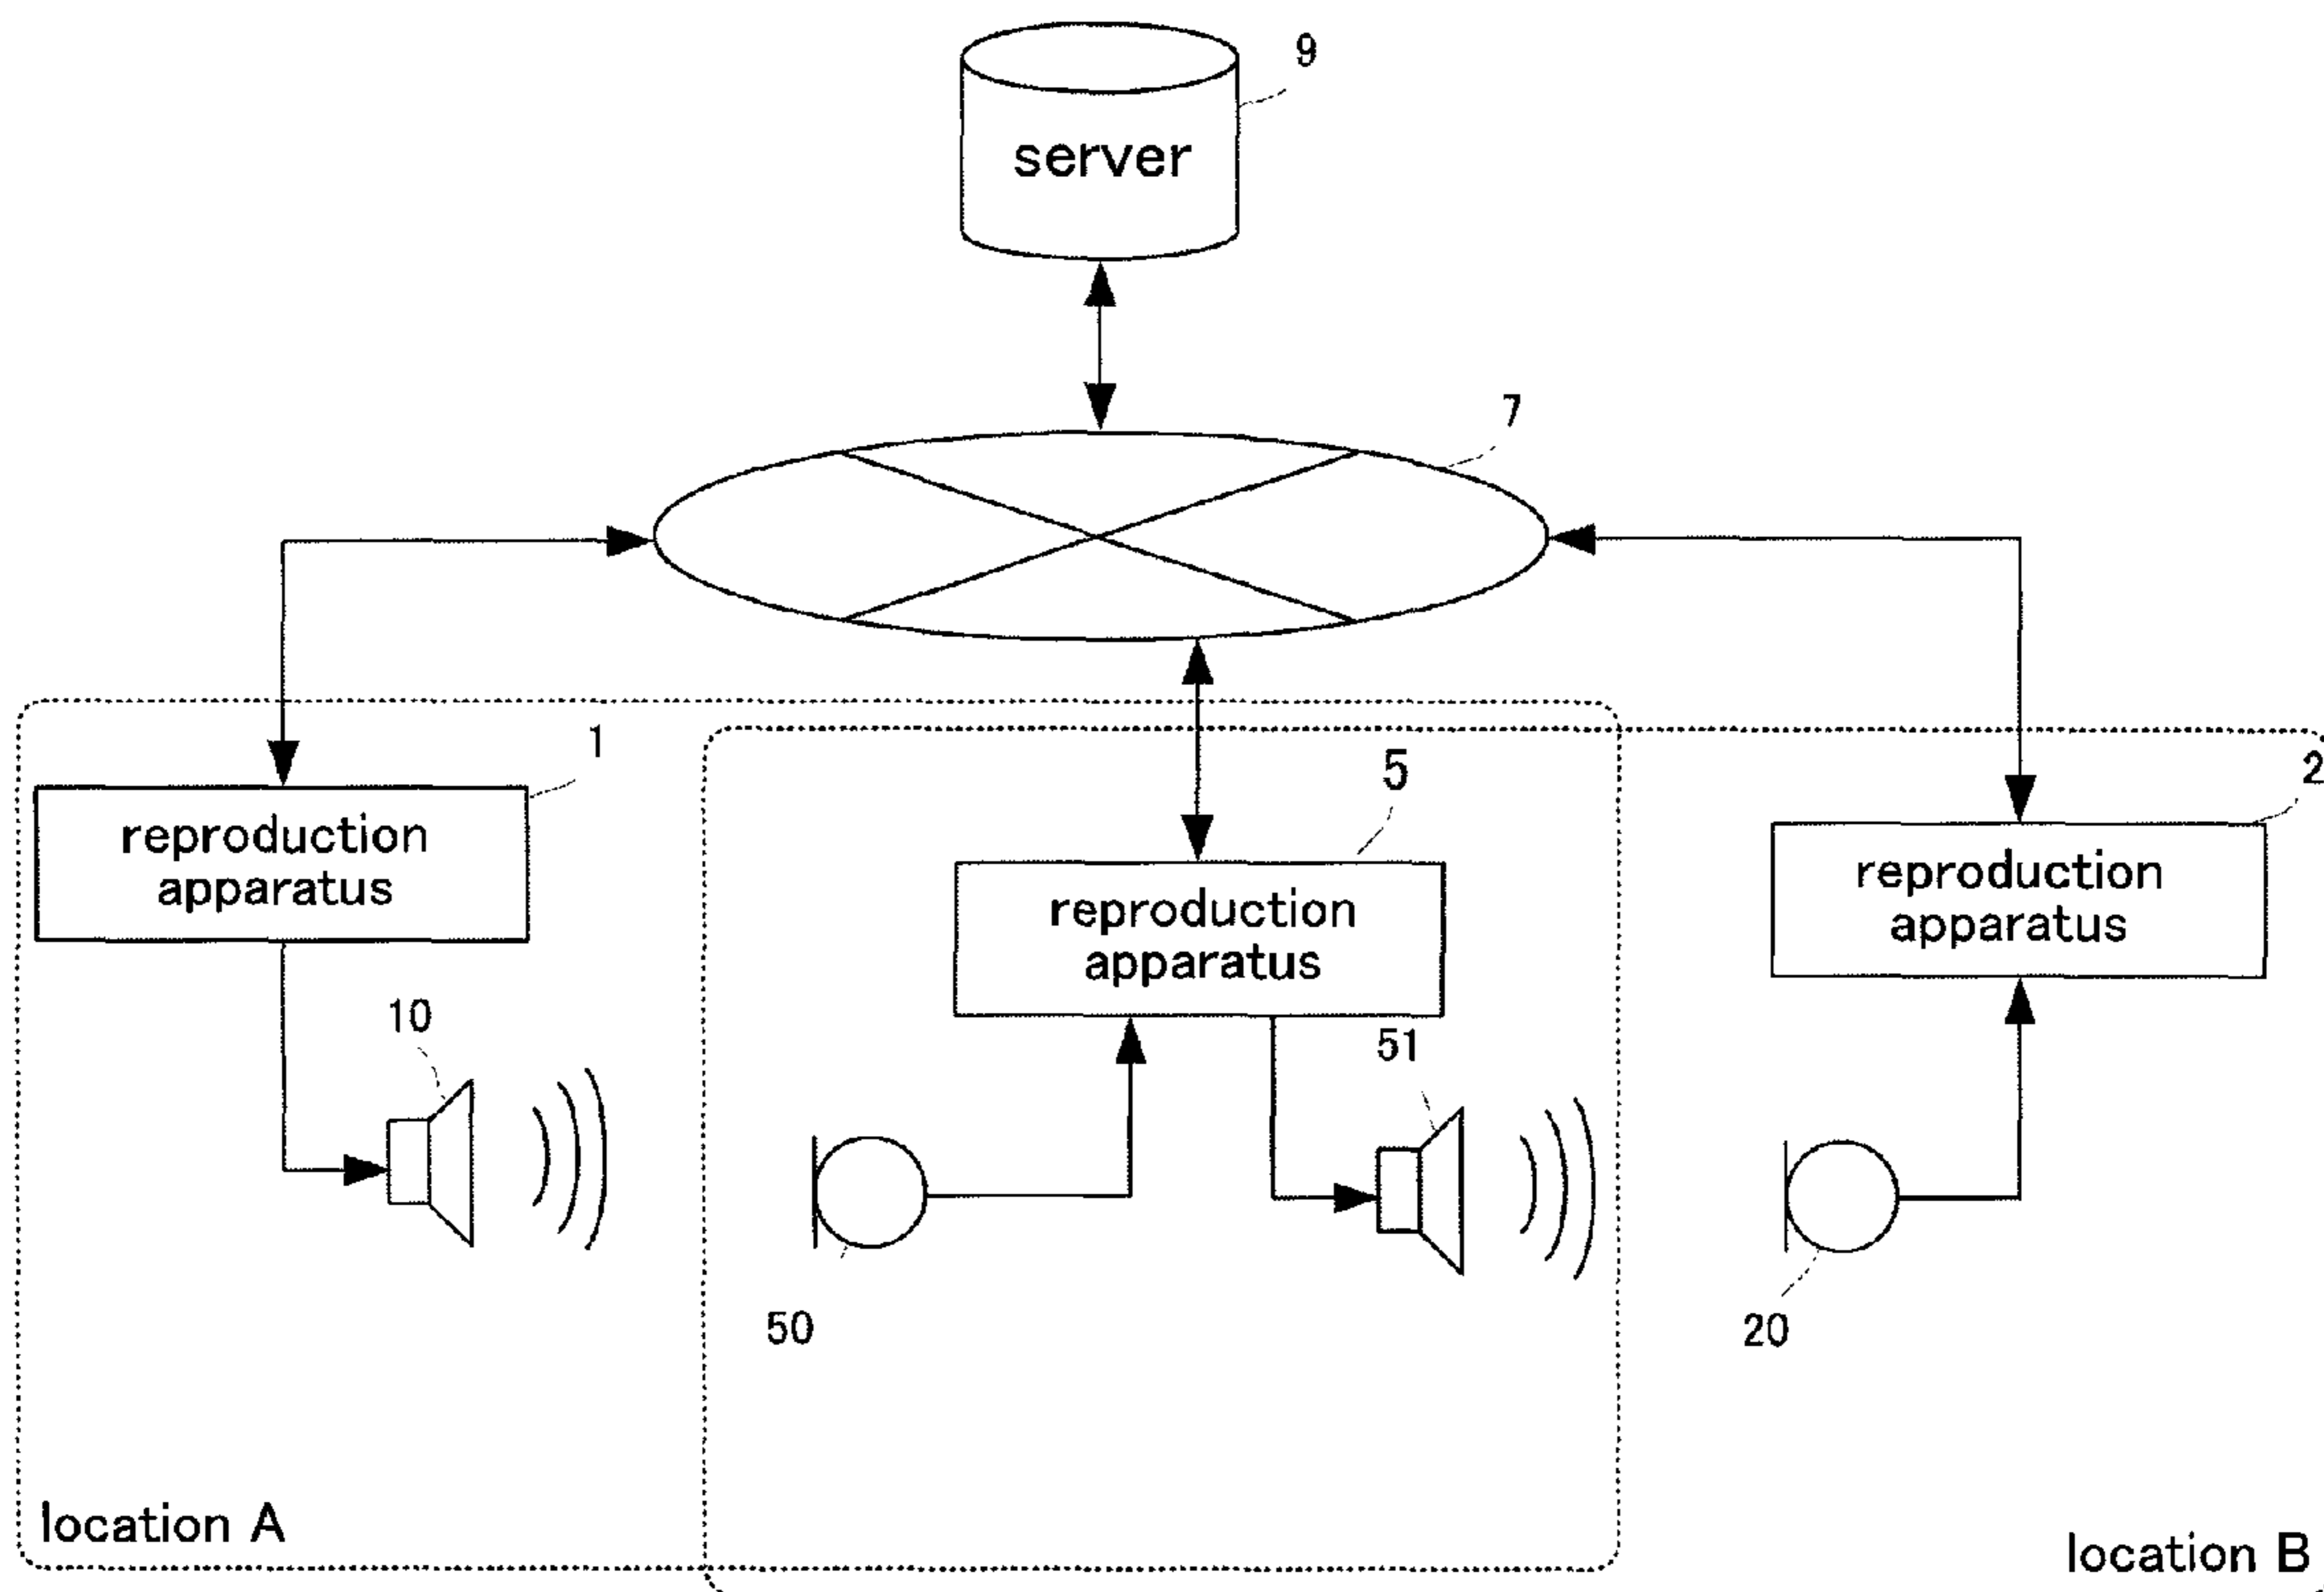 9
server
7
1
reproduction
apparatus
5
reproduction
apparatus
2
reproduction
apparatus
10
51
50
20
location A
location B